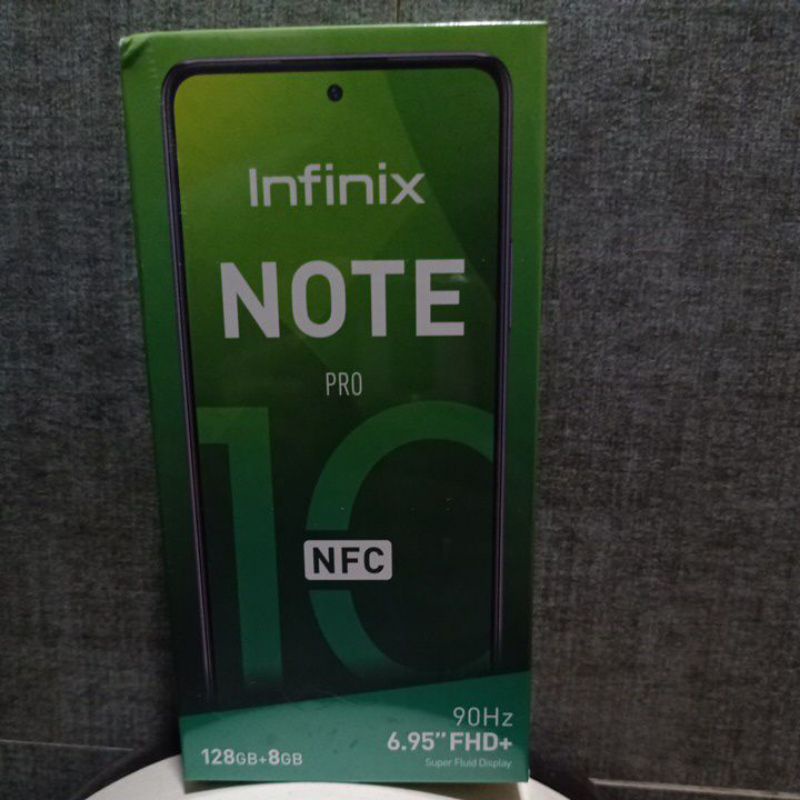 Infinix
NOTE
PRO
10
NFC
90Hz
6.95" FHD+
128GB+8GB
Super Fluid Display